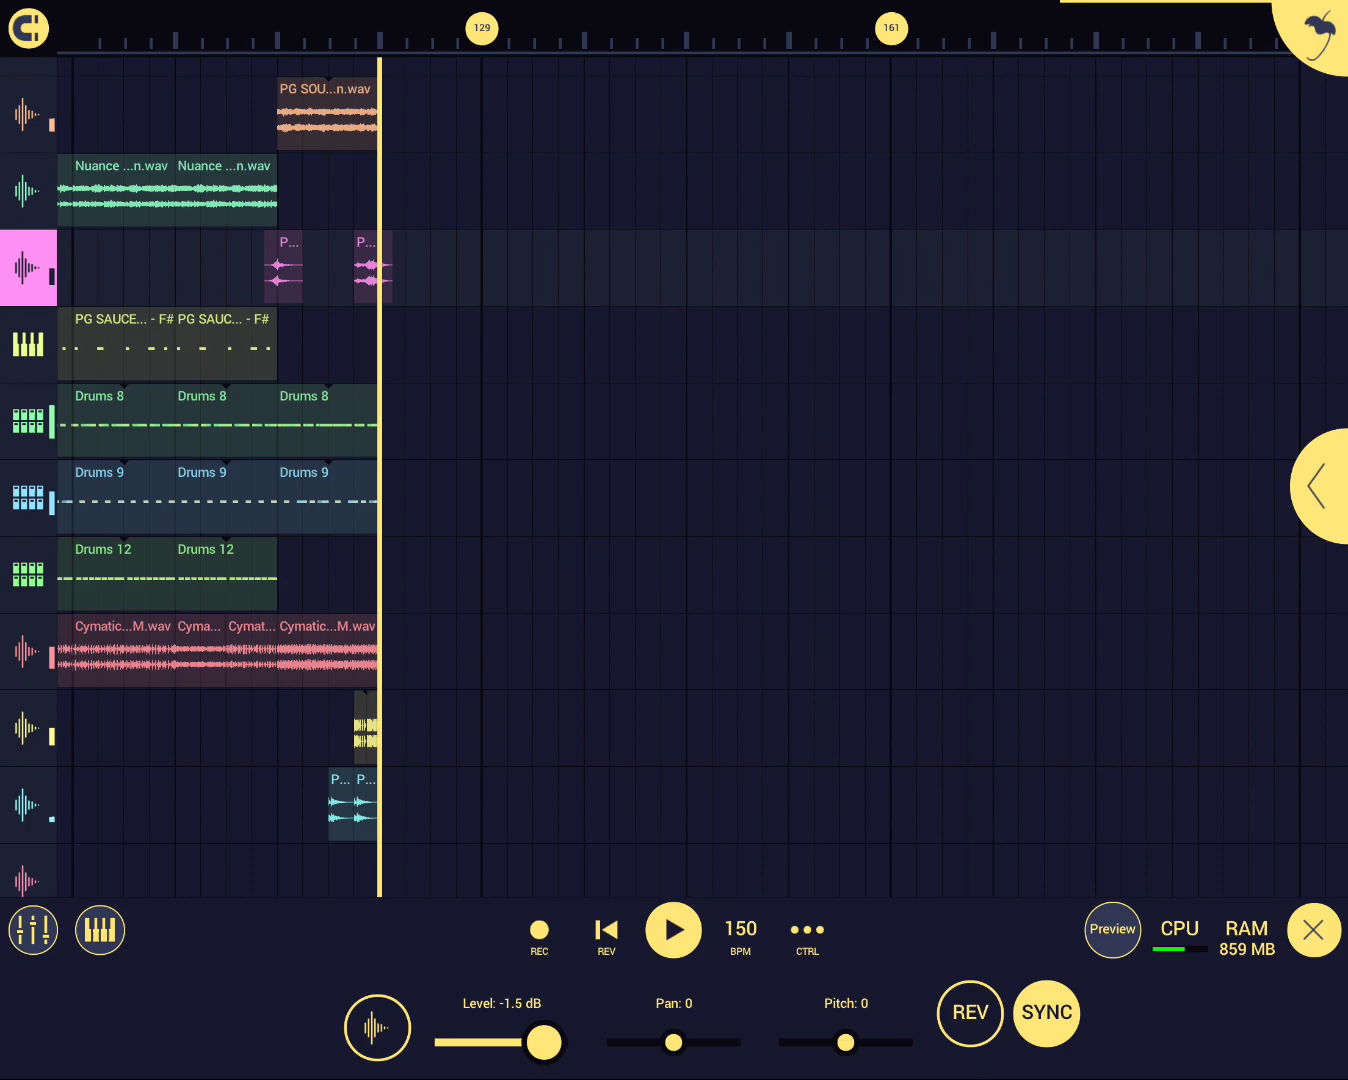 129
161
PG SOU...n.wav
Nuance ...n.wav
Nuance ...n.wav
P...
P...
PG SAUCE... - F#
PG SAUC... - F#
Drums 8
Drums 8
Drums 8
Drums 9
Drums 9
Drums 9
Drums 12
Drums 12
Cymatic...M.wav
Cyma...
Cymat...
Cymatic...M.wav
P...
P...
REC
REV
150
BPM
CTRL
Preview
CPU
RAM
859 MB
Level: -1.5 dB
Pan: 0
Pitch: 0
REV
SYNC